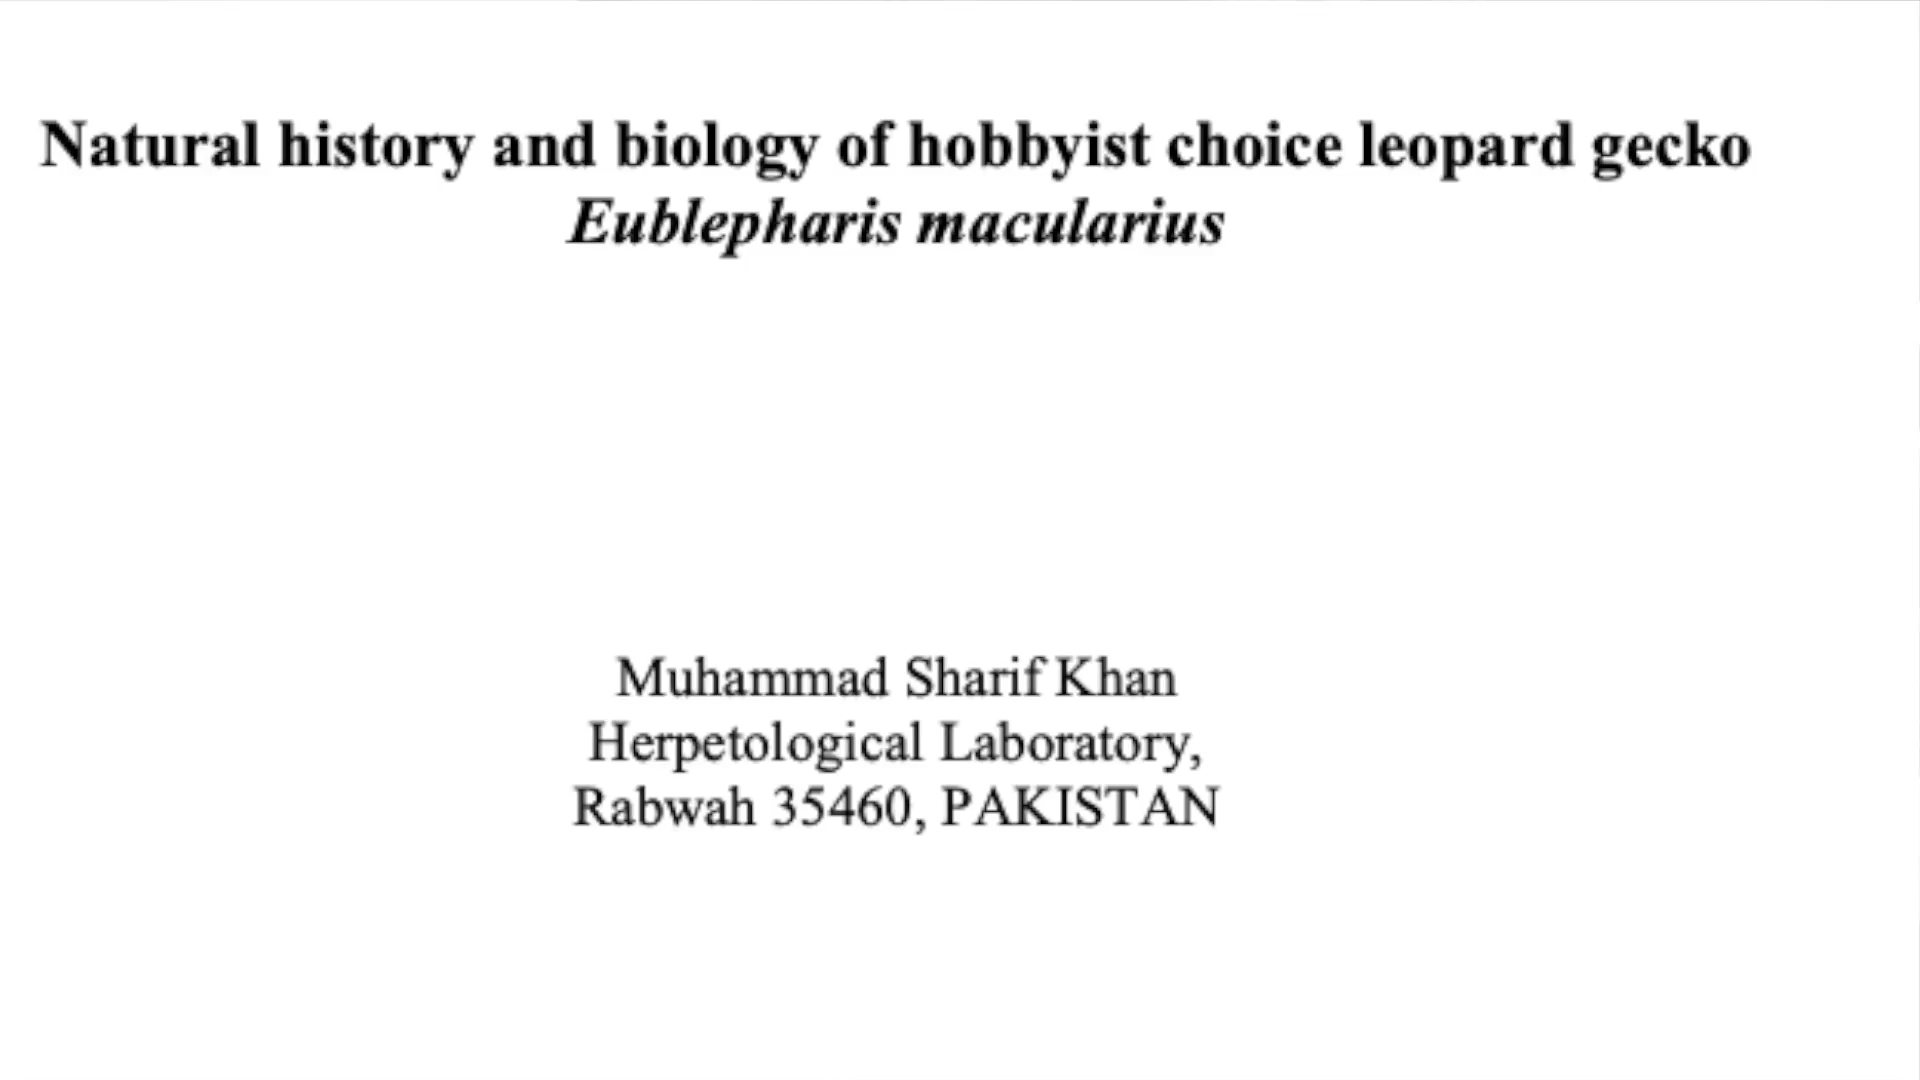 Natural history and biology of hobbyist choice leopard gecko
Eublepharis macularius
Muhammad Sharif Khan
Herpetological Laboratory,
Rabwah 35460, PAKISTAN